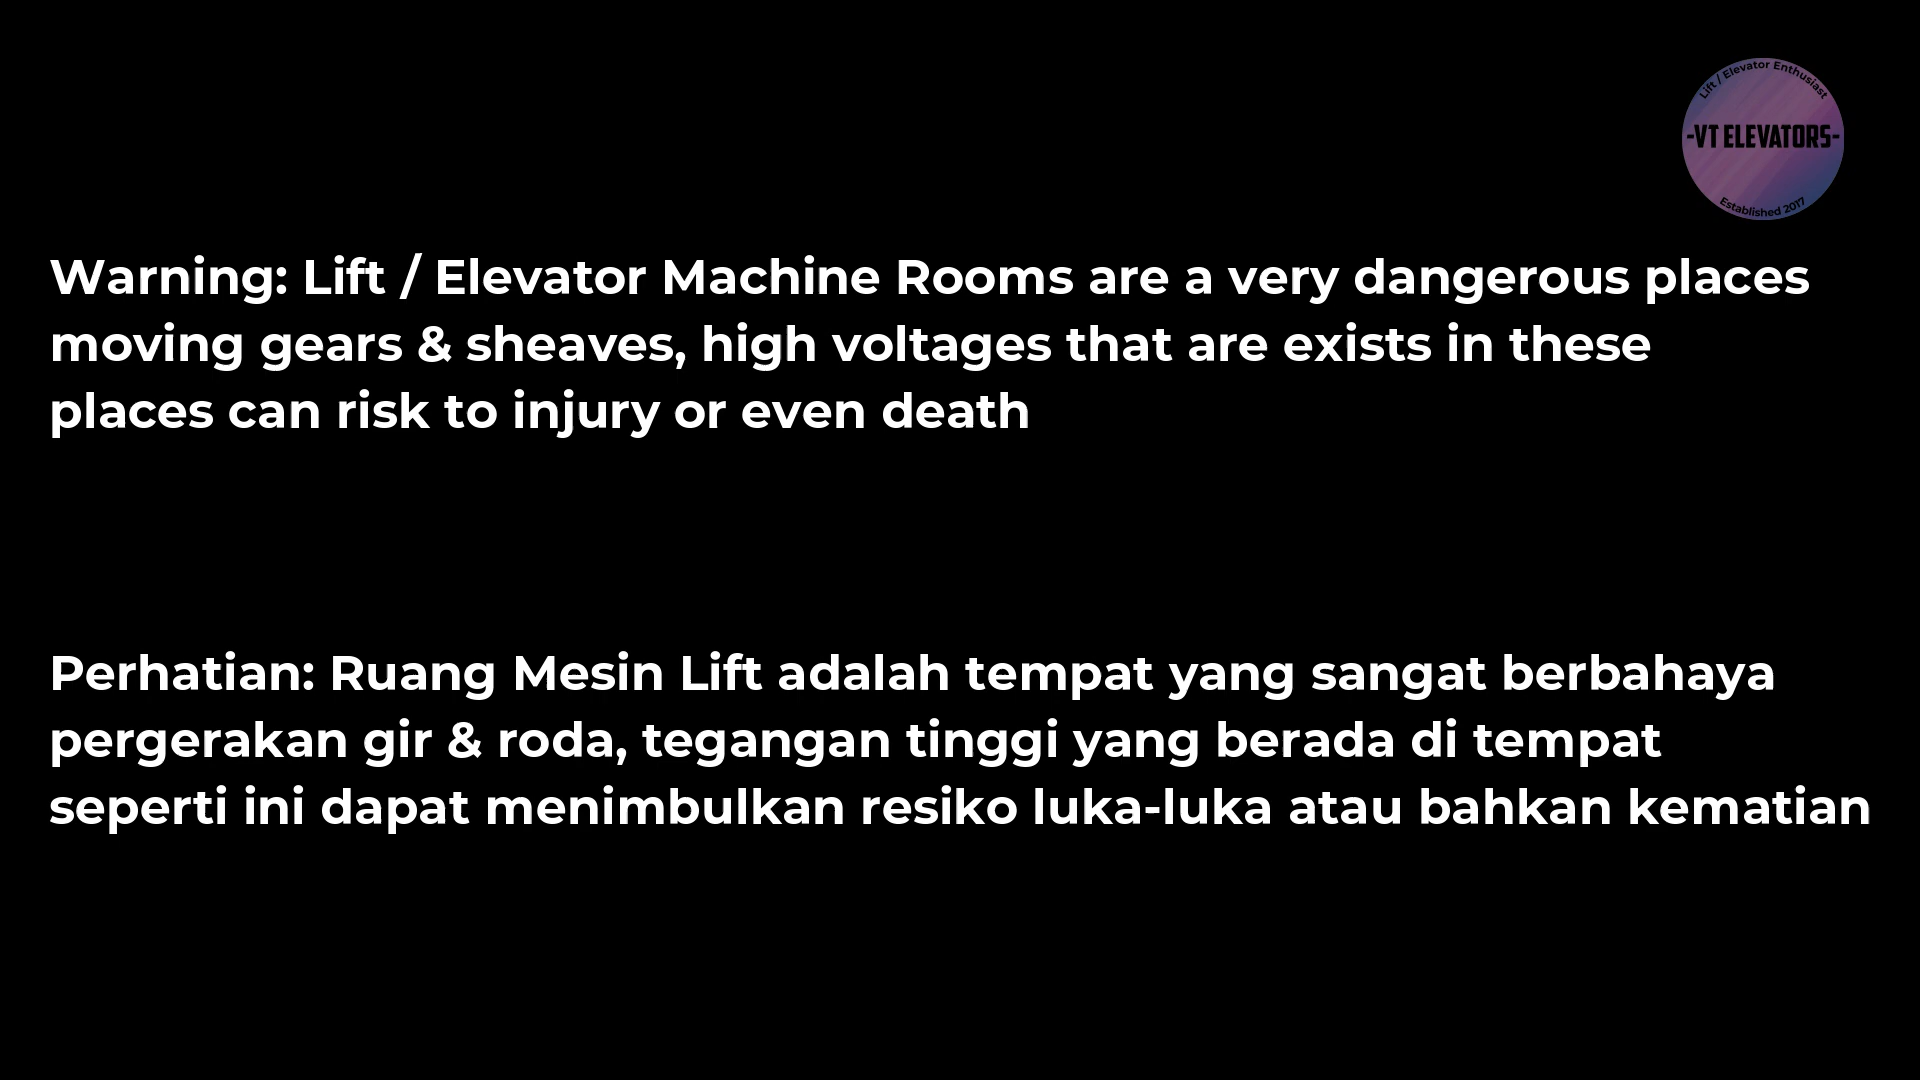 Lift / Elevator Enthusiast
-VT ELEVATORS-
Established 2017
Warning: Lift / Elevator Machine Rooms are a very dangerous places
moving gears & sheaves, high voltages that are exists in these
places can risk to injury or even death
Perhatian: Ruang Mesin Lift adalah tempat yang sangat berbahaya
pergerakan gir & roda, tegangan tinggi yang berada di tempat
seperti ini dapat menimbulkan resiko luka-luka atau bahkan kematian